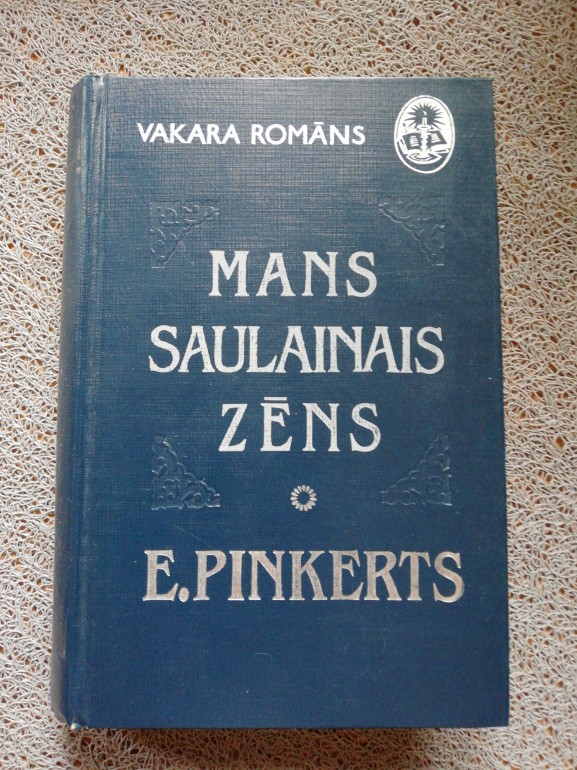 VAKARA ROMĀNS
MANS
SAULAINAIS
ZĒNS
E. PINKERTS